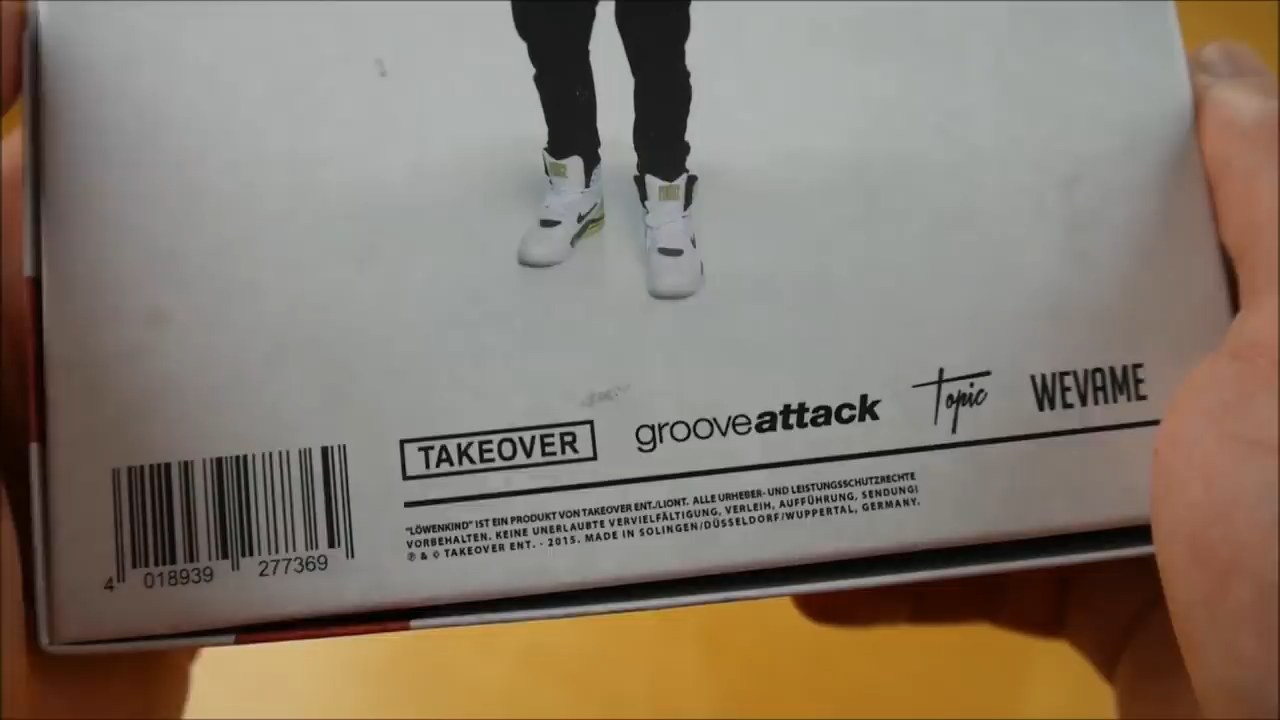 TAKEOVER grooveattack Topic WEVAME
"LÖWENKIND" IST EIN PRODUKT VON TAKEOVER ENT./LIONT. ALLE URHEBER- UND LEISTUNGSSCHUTZRECHTE
VORBEHALTEN. KEINE UNERLAUBTE VERVIELFÄLTIGUNG, VERLEIH, AUFFÜHRUNG, SENDUNG!
℗ & © TAKEOVER ENT. - 2015. MADE IN SOLINGEN/DÜSSELDORF/WUPPERTAL, GERMANY.
4 018939 277369